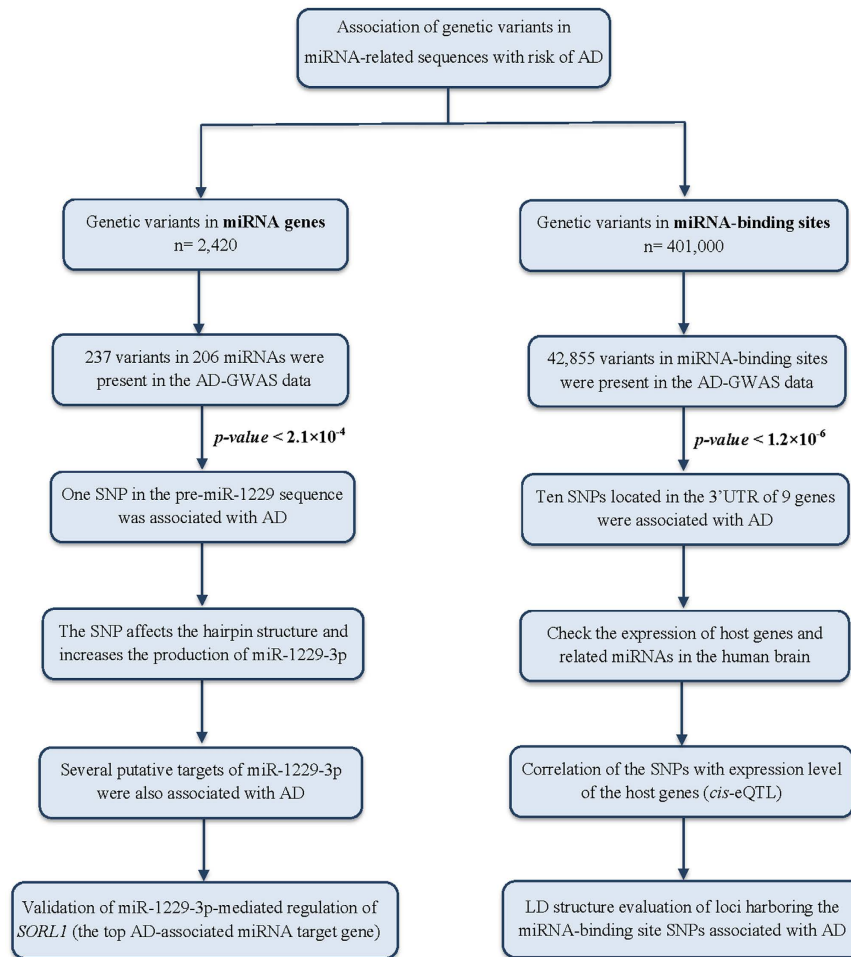 Association of genetic variants in
miRNA-related sequences with risk of AD
Genetic variants in miRNA genes
n= 2,420
237 variants in 206 miRNAs were
present in the AD-GWAS data
p-value < 2.1×10⁻⁴
One SNP in the pre-miR-1229 sequence
was associated with AD
The SNP affects the hairpin structure and
increases the production of miR-1229-3p
Several putative targets of miR-1229-3p
were also associated with AD
Validation of miR-1229-3p-mediated regulation of
SORL1 (the top AD-associated miRNA target gene)
Genetic variants in miRNA-binding sites
n= 401,000
42,855 variants in miRNA-binding sites
were present in the AD-GWAS data
p-value < 1.2×10⁻⁶
Ten SNPs located in the 3’UTR of 9 genes
were associated with AD
Check the expression of host genes and
related miRNAs in the human brain
Correlation of the SNPs with expression level
of the host genes (cis-eQTL)
LD structure evaluation of loci harboring the
miRNA-binding site SNPs associated with AD